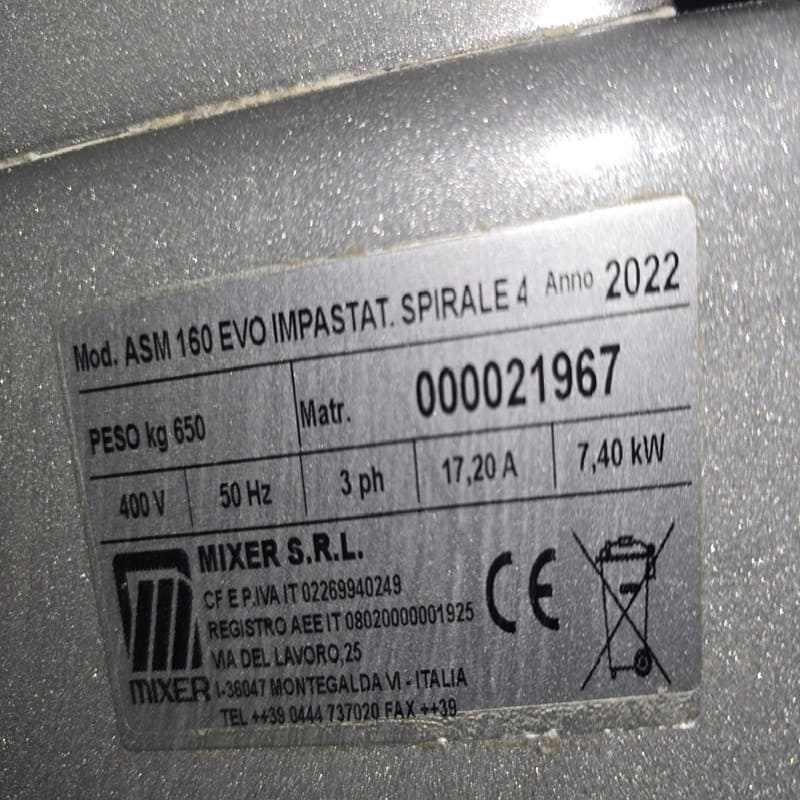 Mod. ASM 160 EVO IMPASTAT. SPIRALE 4 Anno 2022
PESO kg 650 Matr. 000021967
400 V 50 Hz 3 ph 17,20 A 7,40 kW
MIXER S.R.L.
CF E P.IVA IT 02269940249
REGISTRO AEE IT 08020000001925
VIA DEL LAVORO,25
I-36047 MONTEGALDA VI - ITALIA
TEL ++39 0444 737020 FAX ++39
MIXER
CE